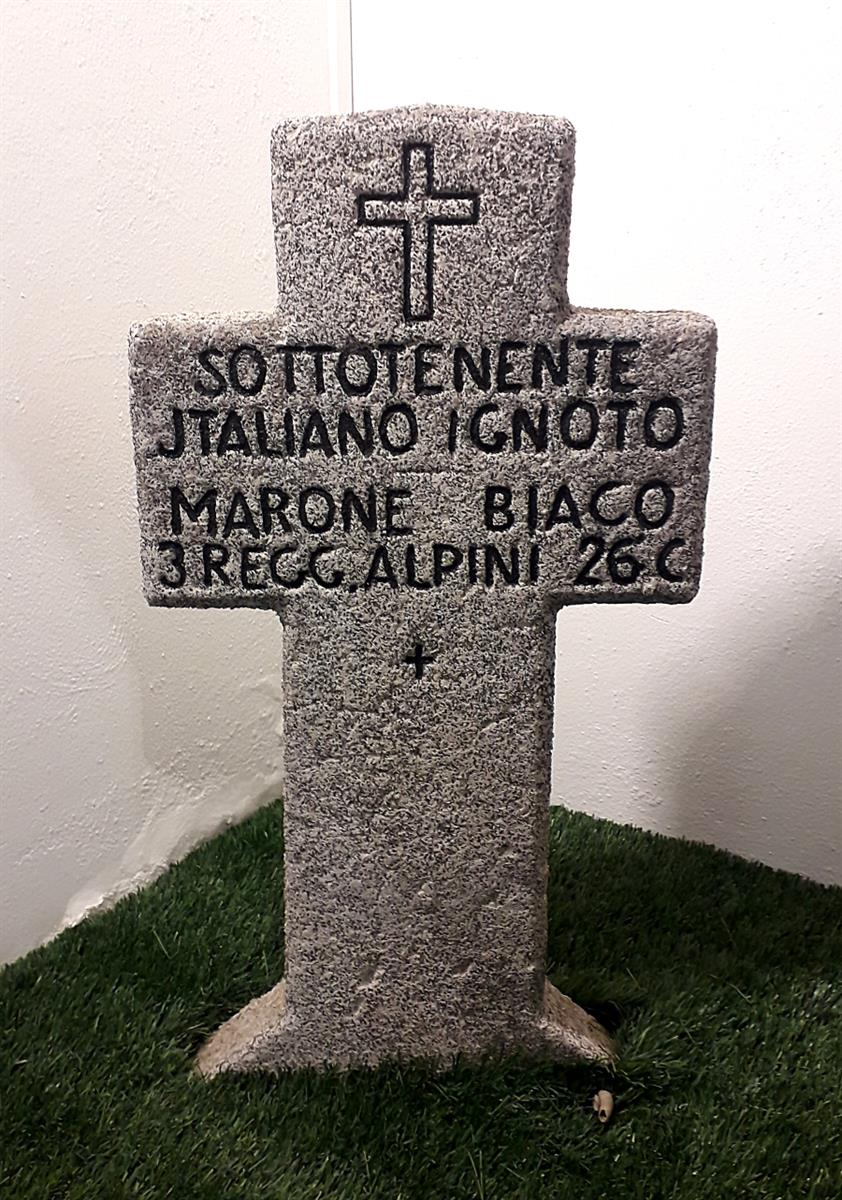 SOTTOTENENTE
JTALIANO IGNOTO
MARONE BIACO
3 REGG. ALPINI 26.C